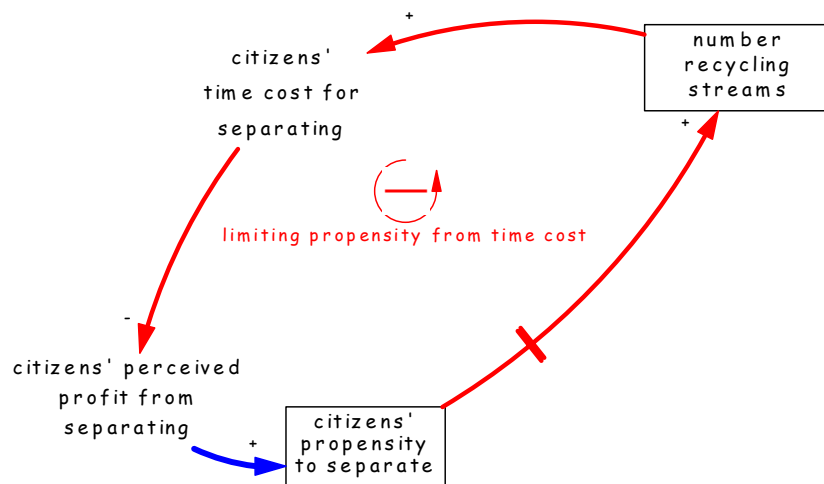 +
number
recycling
streams
citizens'
time cost for
separating
+
limiting propensity from time cost
-
citizens' perceived
profit from
separating
+
citizens'
propensity
to separate